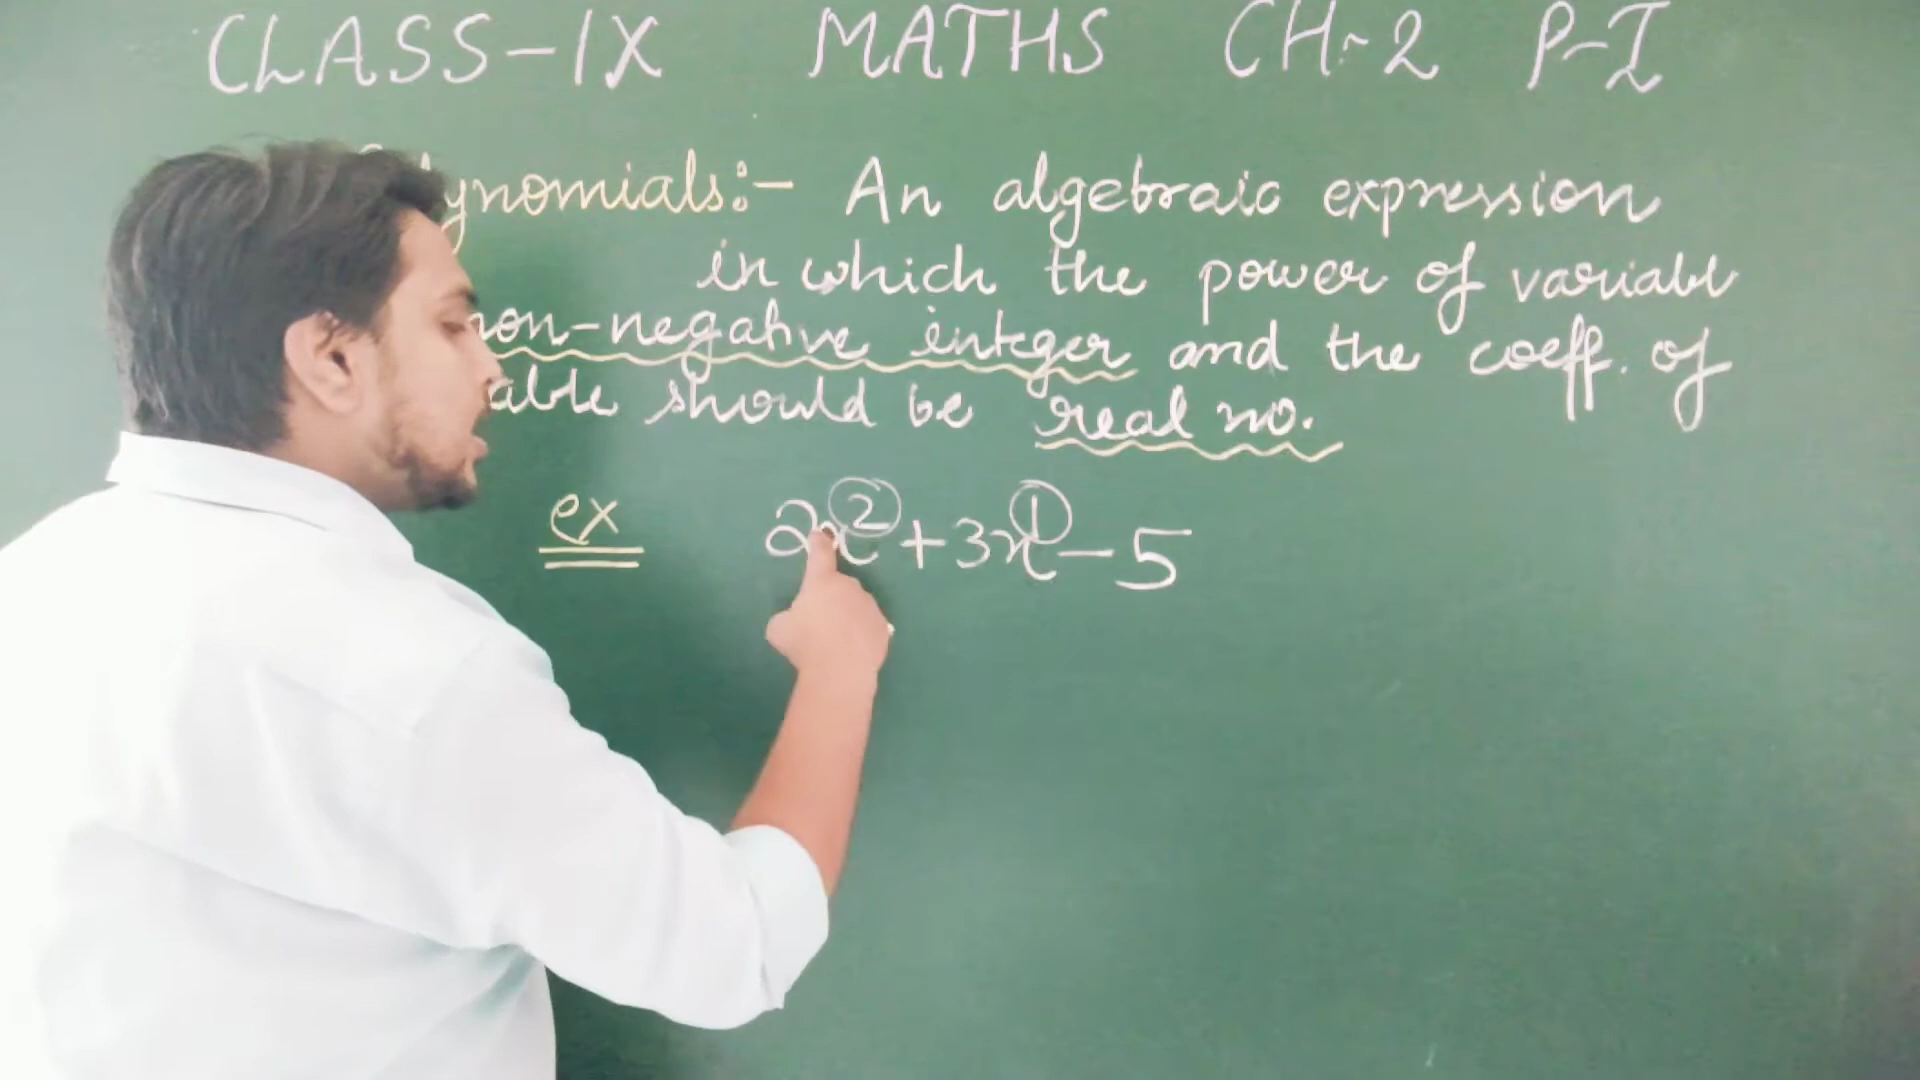 CLASS-IX MATHS CH-2 P-I
ynomials:- An algebraic expression
in which the power of variable
non-negative integer and the coeff. of
able should be real no.
ex 2x² + 3x¹ - 5